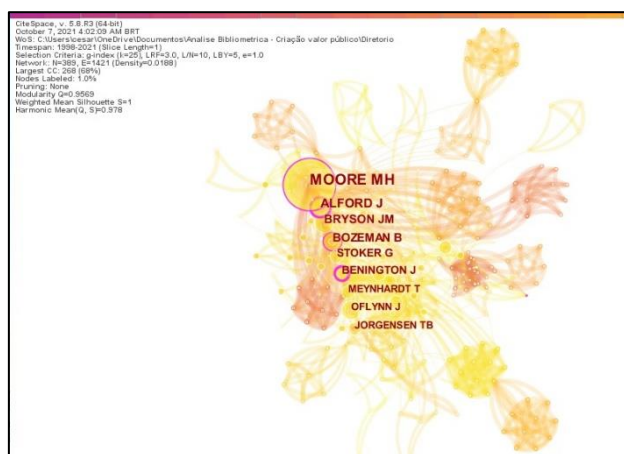 CiteSpace, v. 5.8.R3 (64-bit)
October 7, 2021 4:02:09 AM BRT
WoS: C:\Users\cesar\OneDrive\Documentos\Analise Bibliometrica - Criação valor público\Diretorio
Timespan: 1998-2021 (Slice Length=1)
Selection Criteria: g-index (k=25), LRF=3.0, L/N=10, LBY=5, e=1.0
Network: N=389, E=1421 (Density=0.0188)
Largest CC: 268 (68%)
Nodes Labeled: 1.0%
Pruning: None
Modularity Q=0.9569
Weighted Mean Silhouette S=1
Harmonic Mean(Q, S)=0.978
MOORE MH
ALFORD J
BRYSON JM
BOZEMAN B
STOKER G
BENINGTON J
MEYNHARDT T
OFLYNN J
JORGENSEN TB